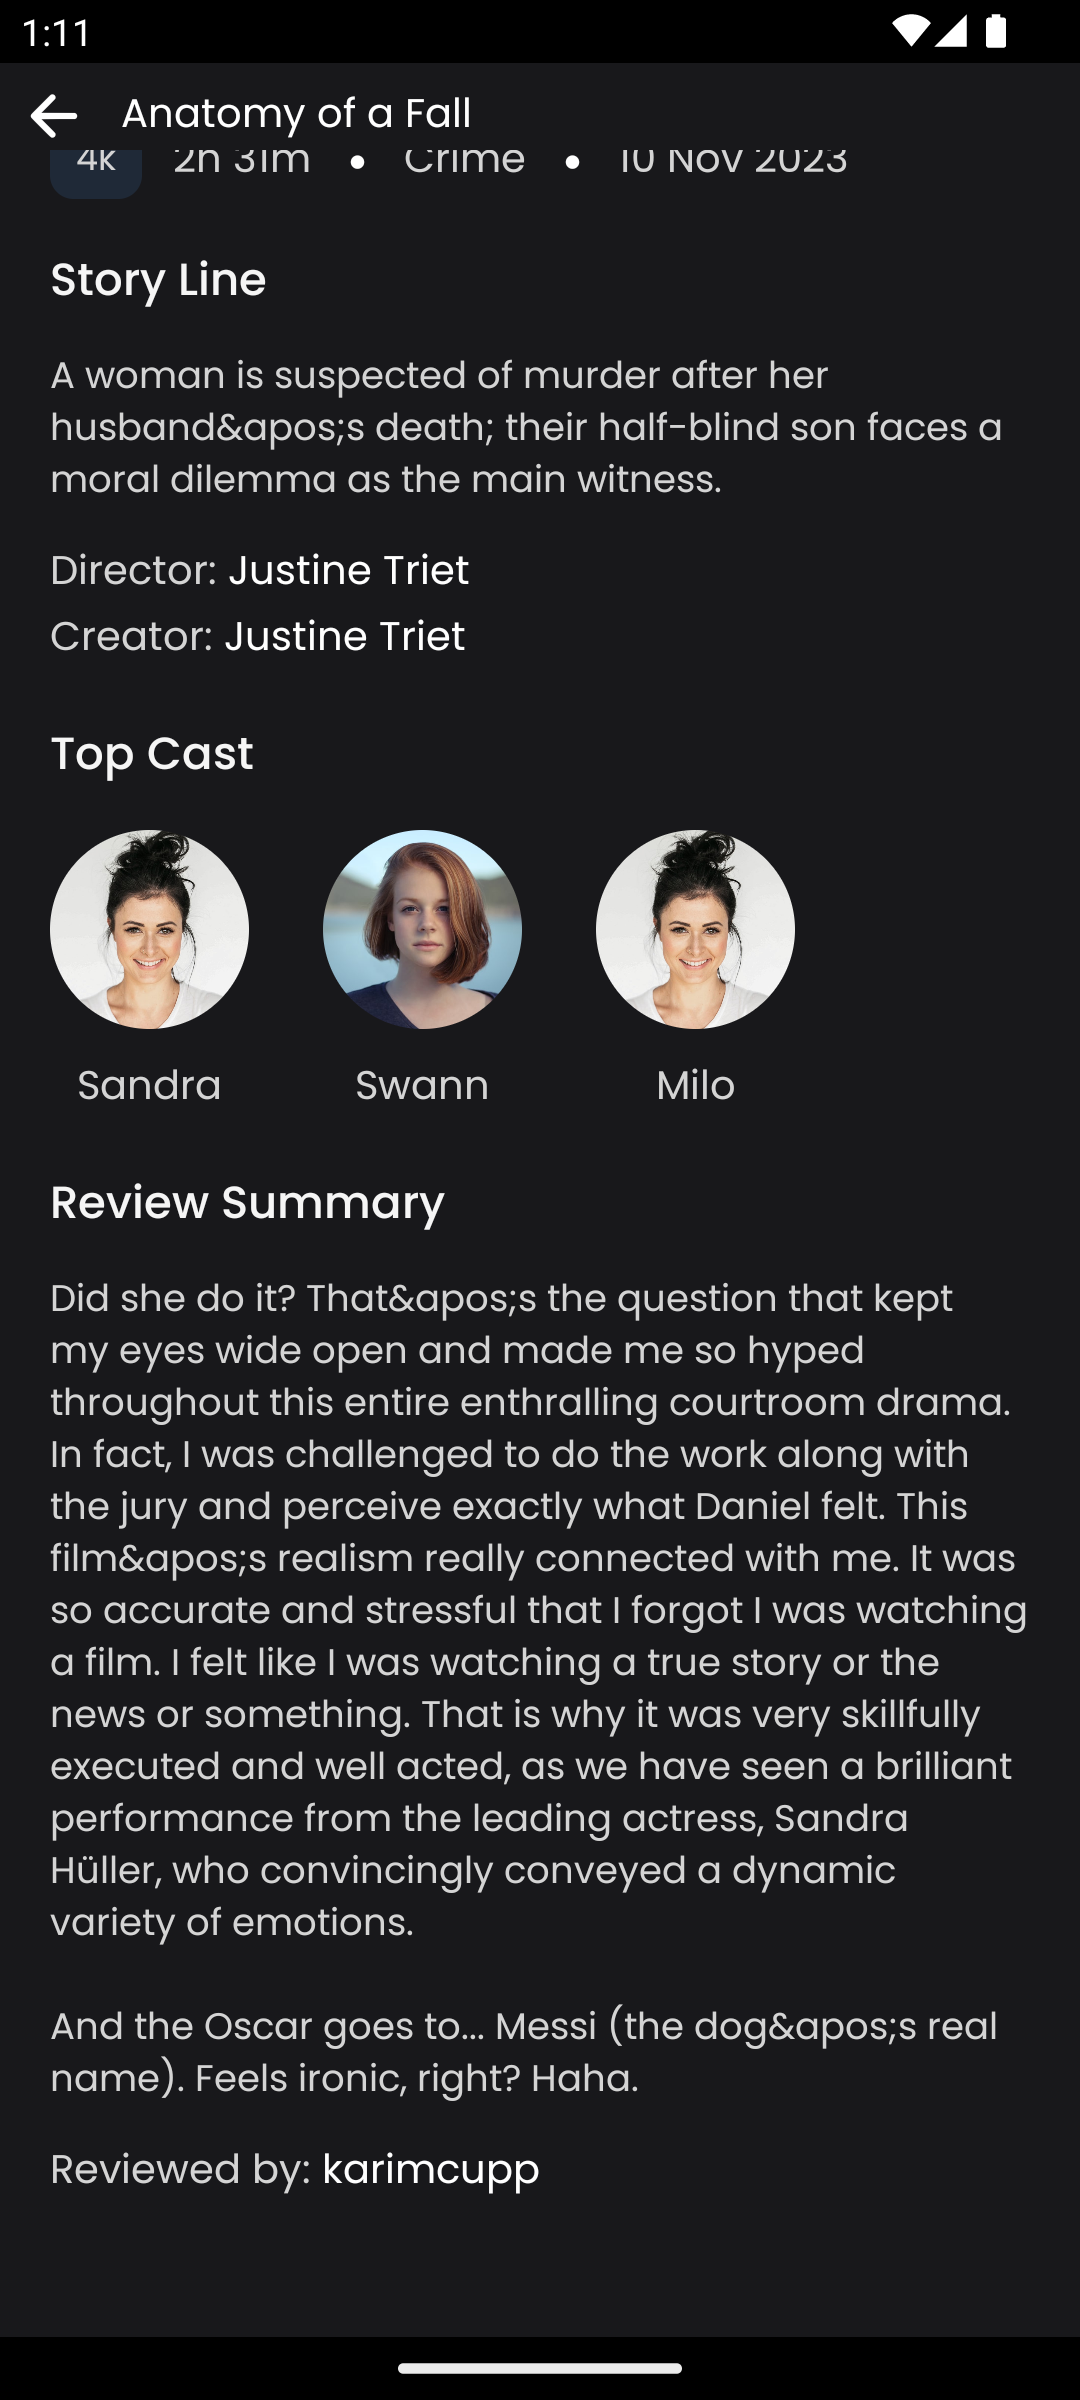 1:11
Anatomy of a Fall
4k 2h 31m • Crime • 10 Nov 2023
Story Line
A woman is suspected of murder after her
husband&apos;s death; their half-blind son faces a
moral dilemma as the main witness.
Director: Justine Triet
Creator: Justine Triet
Top Cast
Sandra Swann Milo
Review Summary
Did she do it? That&apos;s the question that kept
my eyes wide open and made me so hyped
throughout this entire enthralling courtroom drama.
In fact, I was challenged to do the work along with
the jury and perceive exactly what Daniel felt. This
film&apos;s realism really connected with me. It was
so accurate and stressful that I forgot I was watching
a film. I felt like I was watching a true story or the
news or something. That is why it was very skillfully
executed and well acted, as we have seen a brilliant
performance from the leading actress, Sandra
Hüller, who convincingly conveyed a dynamic
variety of emotions.
And the Oscar goes to... Messi (the dog&apos;s real
name). Feels ironic, right? Haha.
Reviewed by: karimcupp